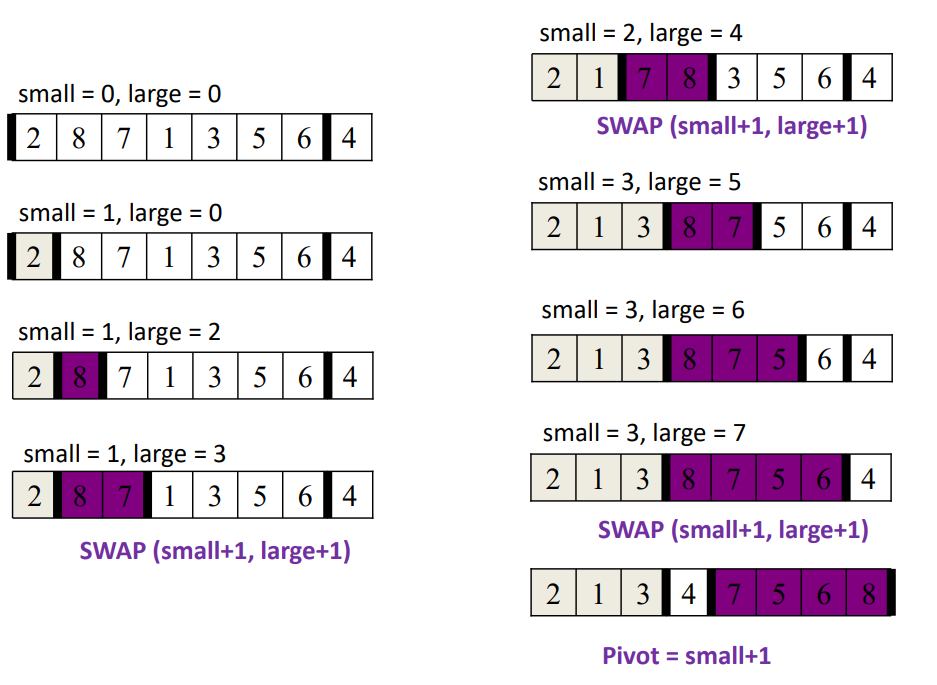 small = 0, large = 0
2 8 7 1 3 5 6 4
small = 1, large = 0
2 8 7 1 3 5 6 4
small = 1, large = 2
2 8 7 1 3 5 6 4
small = 1, large = 3
2 8 7 1 3 5 6 4
SWAP (small+1, large+1)
small = 2, large = 4
2 1 7 8 3 5 6 4
SWAP (small+1, large+1)
small = 3, large = 5
2 1 3 8 7 5 6 4
small = 3, large = 6
2 1 3 8 7 5 6 4
small = 3, large = 7
2 1 3 8 7 5 6 4
SWAP (small+1, large+1)
2 1 3 4 7 5 6 8
Pivot = small+1